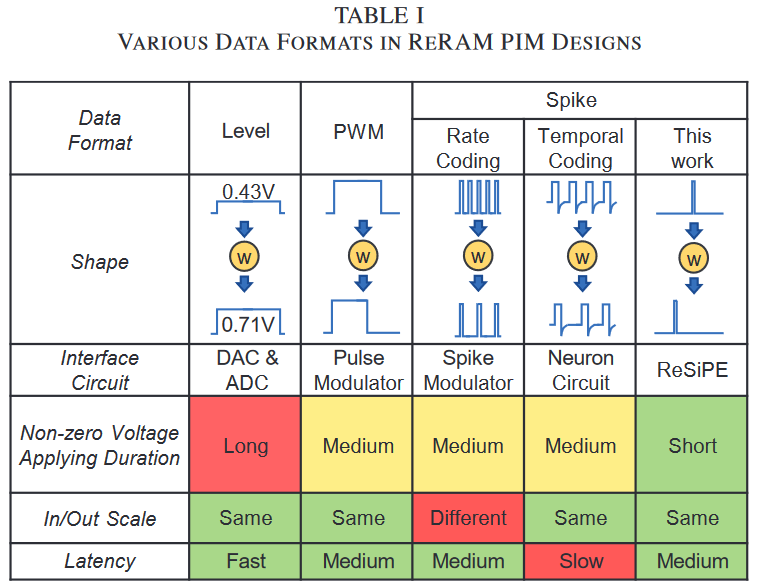 TABLE I
VARIOUS DATA FORMATS IN RERAM PIM DESIGNS
Data Format
Level
PWM
Spike
Rate Coding
Temporal Coding
This work
Shape
0.43V
W
W
W
W
W
0.71V
Interface Circuit
DAC & ADC
Pulse Modulator
Spike Modulator
Neuron Circuit
ReSiPE
Non-zero Voltage Applying Duration
Long
Medium
Medium
Medium
Short
In/Out Scale
Same
Same
Different
Same
Same
Latency
Fast
Medium
Medium
Slow
Medium